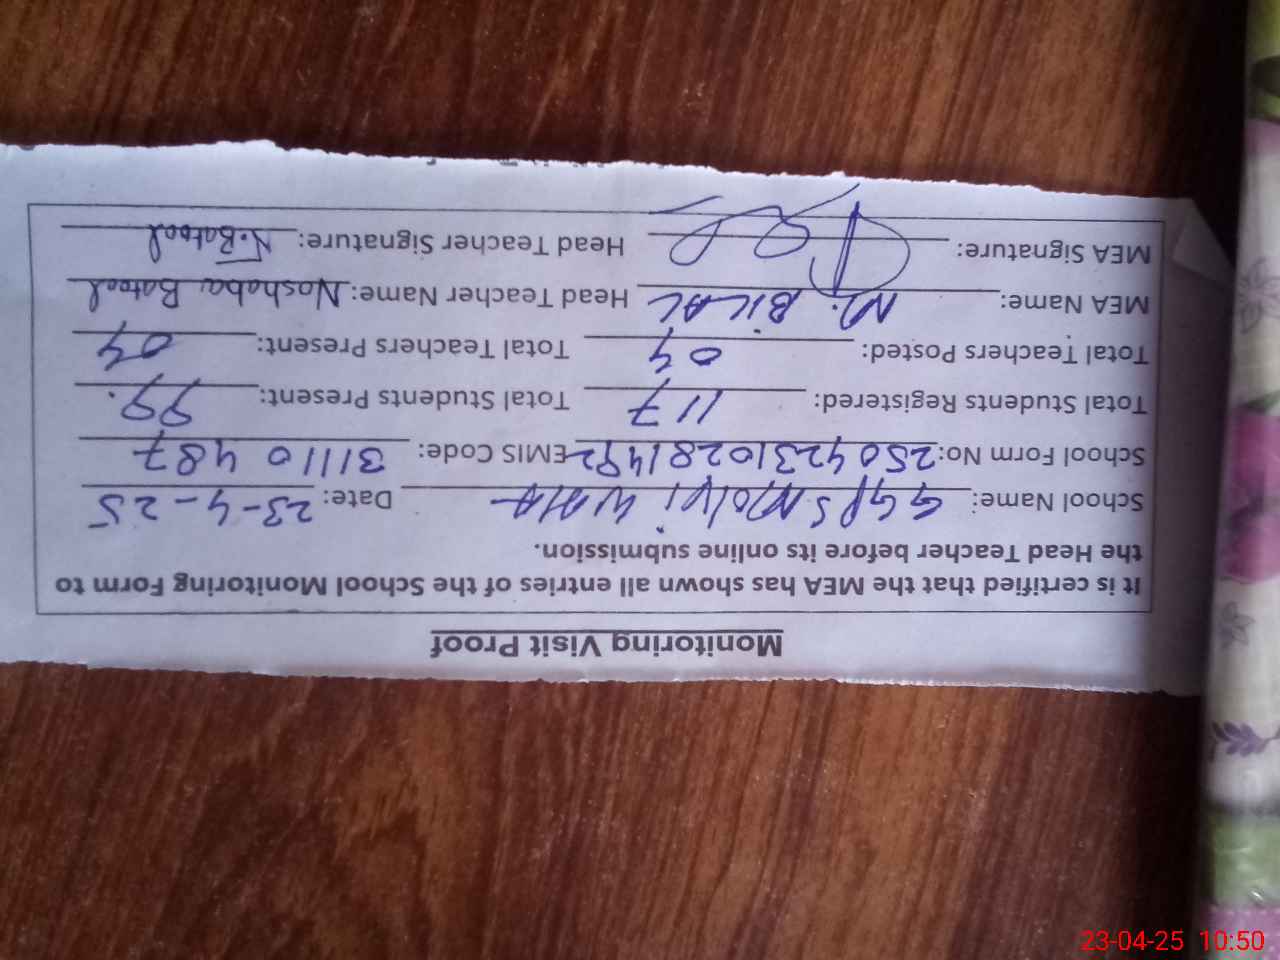 Monitoring Visit Proof
It is certified that the MEA has shown all entries of the School Monitoring Form to
the Head Teacher before its online submission.
School Name: GGPS Molvi WALA Date: 23-4-25
School Form No: 25042310281492 EMIS Code: 31110487
Total Students Registered: 117 Total Students Present: 99.
Total Teachers Posted: 04 Total Teachers Present: 04
MEA Name: M. BILAL Head Teacher Name: Noshaba Batool
MEA Signature: Head Teacher Signature: N.Batool
23-04-25 10:50